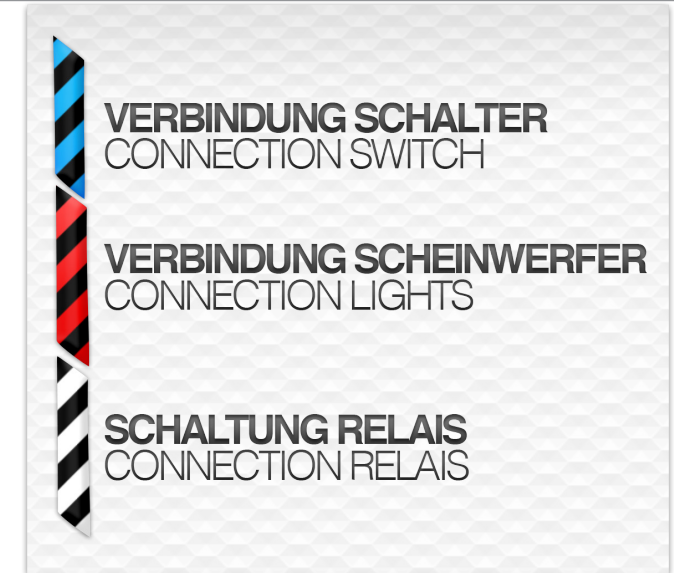 VERBINDUNG SCHALTER
CONNECTION SWITCH
VERBINDUNG SCHEINWERFER
CONNECTION LIGHTS
SCHALTUNG RELAIS
CONNECTION RELAIS